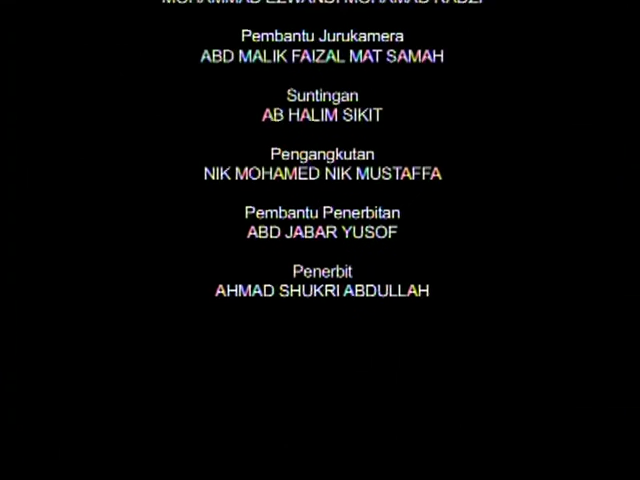 Pembantu Jurukamera
ABD MALIK FAIZAL MAT SAMAH
Suntingan
AB HALIM SIKIT
Pengangkutan
NIK MOHAMED NIK MUSTAFFA
Pembantu Penerbitan
ABD JABAR YUSOF
Penerbit
AHMAD SHUKRI ABDULLAH